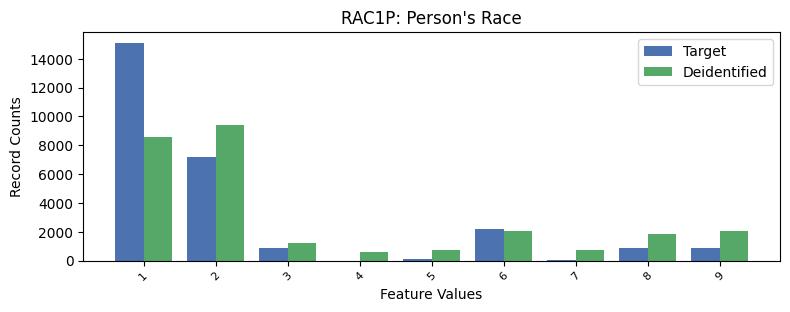 RAC1P: Person's Race
Target
Deidentified
Record Counts
14000
12000
10000
8000
6000
4000
2000
0
1 2 3 4 5 6 7 8 9
Feature Values